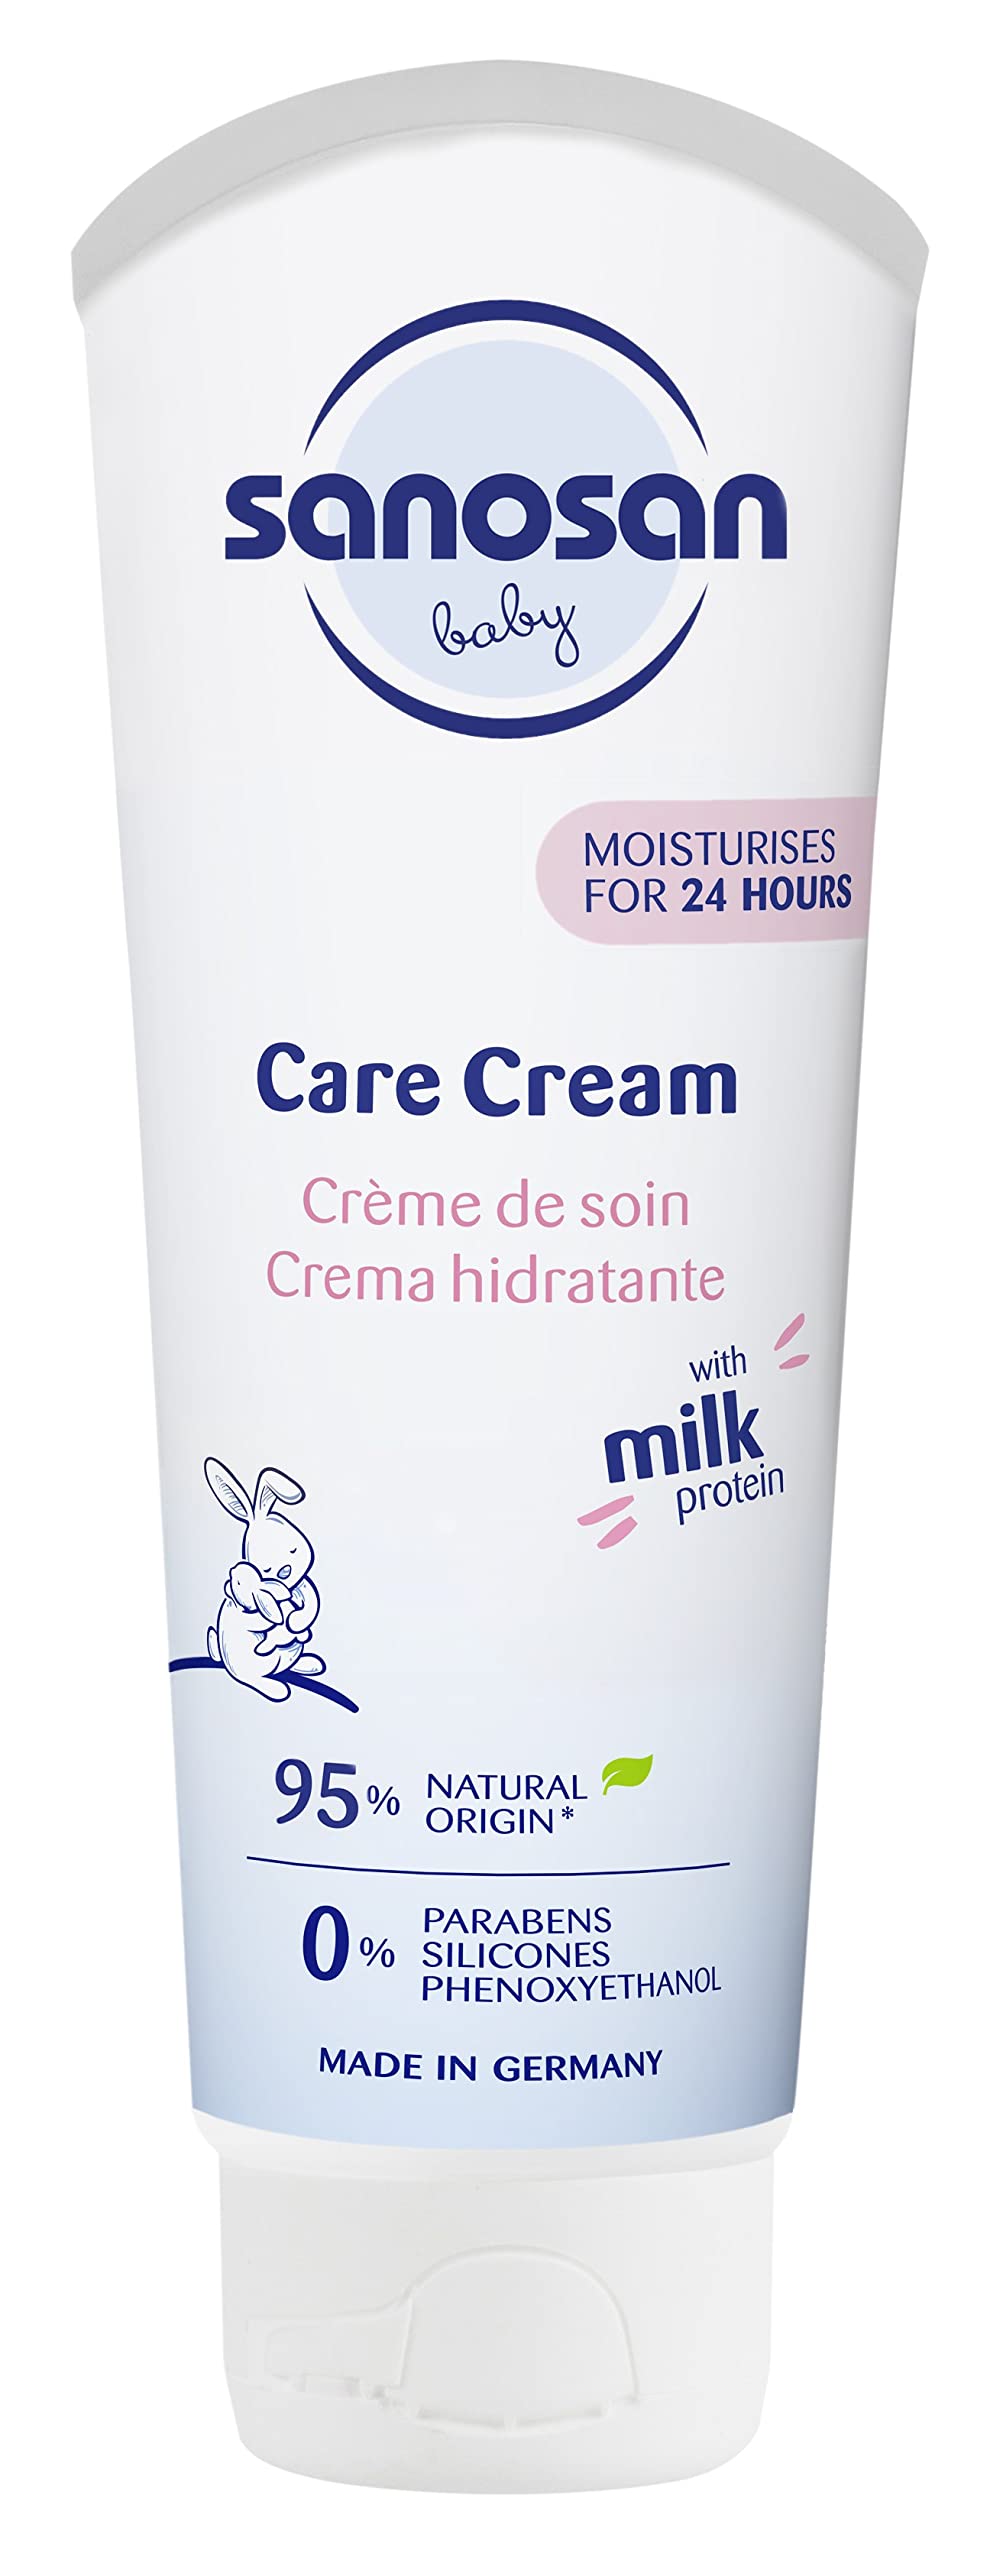 sanosan
baby
MOISTURISES
FOR 24 HOURS
Care Cream
Crème de soin
Crema hidratante
with
milk
protein
95% NATURAL
ORIGIN*
0% PARABENS
SILICONES
PHENOXYETHANOL
MADE IN GERMANY